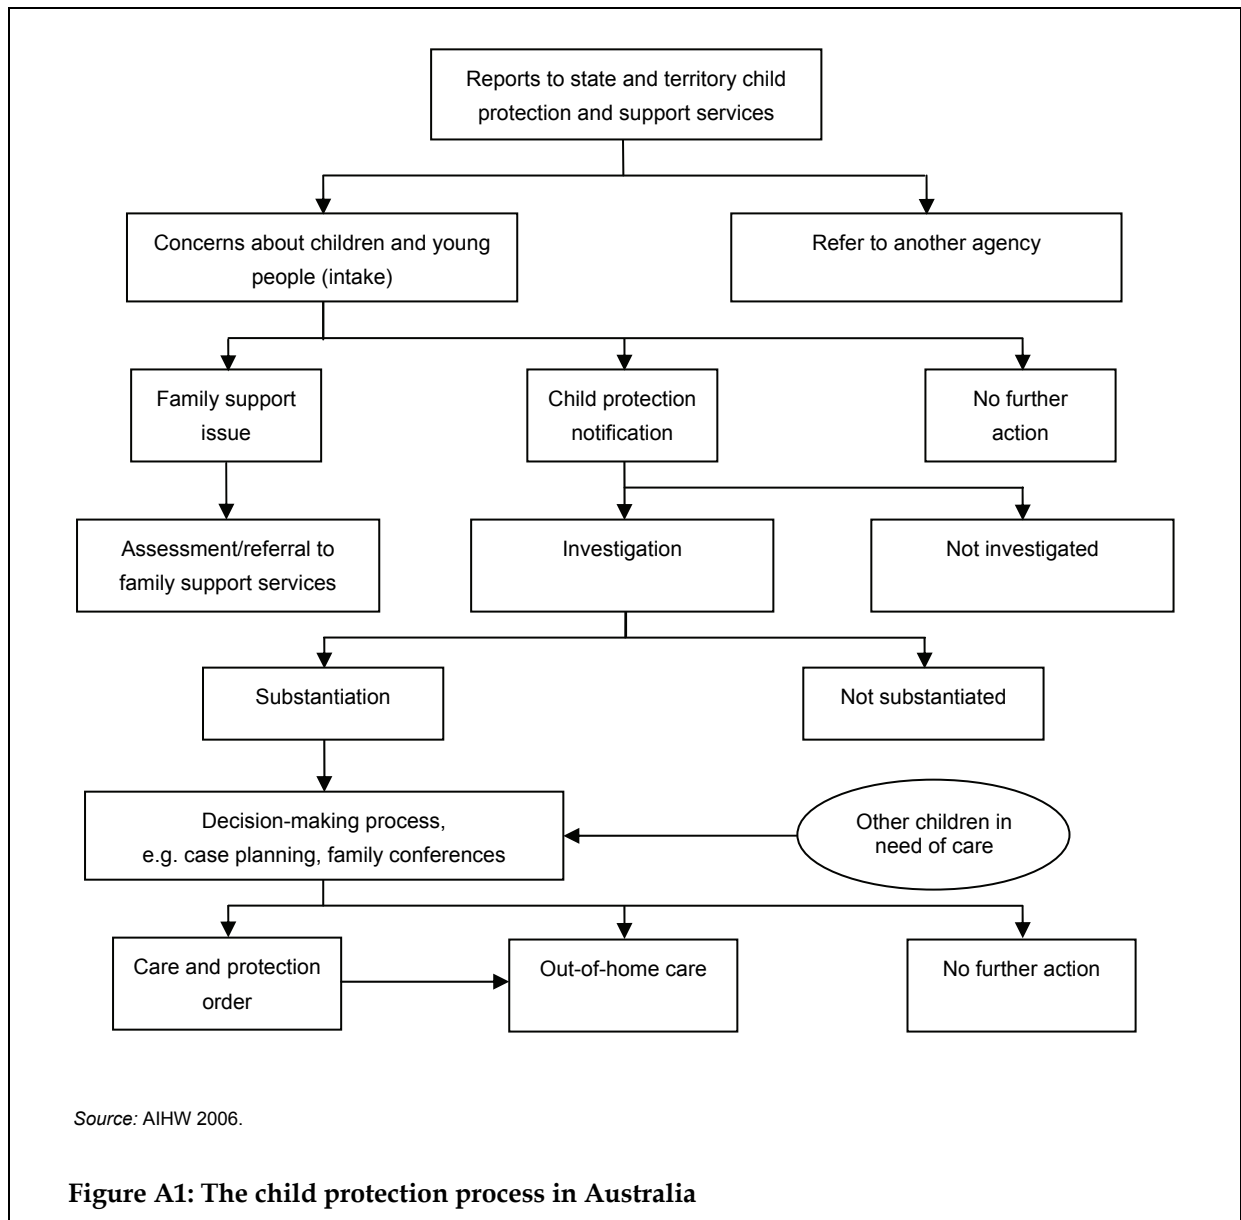 Reports to state and territory child
protection and support services
Concerns about children and young
people (intake)
Refer to another agency
Family support
issue
Child protection
notification
No further
action
Assessment/referral to
family support services
Investigation
Not investigated
Substantiation
Not substantiated
Decision-making process,
e.g. case planning, family conferences
Other children in
need of care
Care and protection
order
Out-of-home care
No further action
Source: AIHW 2006.
Figure A1: The child protection process in Australia